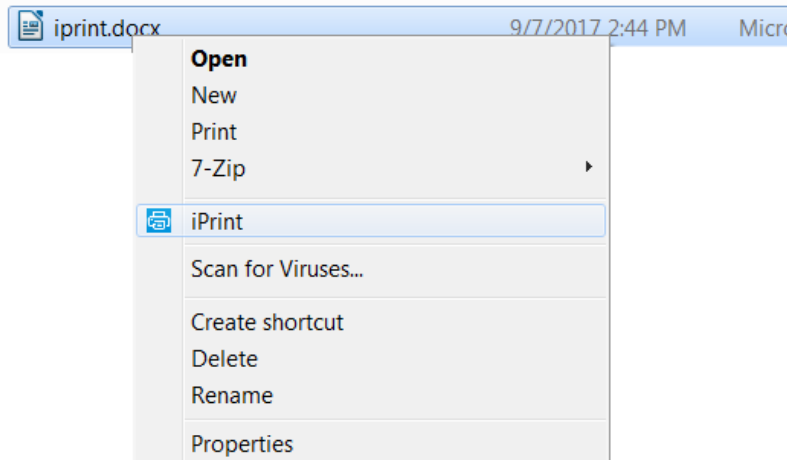 iprint.docx 9/7/2017 2:44 PM
Open
New
Print
7-Zip
iPrint
Scan for Viruses...
Create shortcut
Delete
Rename
Properties